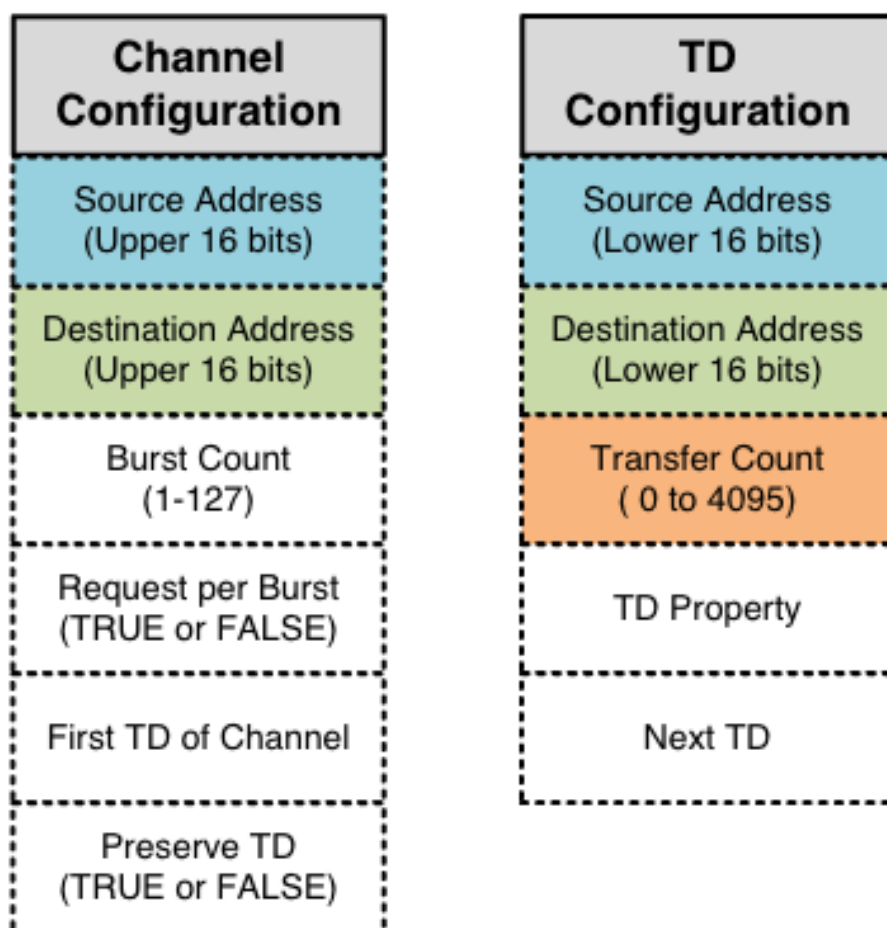 Channel
Configuration
Source Address
(Upper 16 bits)
Destination Address
(Upper 16 bits)
Burst Count
(1-127)
Request per Burst
(TRUE or FALSE)
First TD of Channel
Preserve TD
(TRUE or FALSE)
TD
Configuration
Source Address
(Lower 16 bits)
Destination Address
(Lower 16 bits)
Transfer Count
( 0 to 4095)
TD Property
Next TD